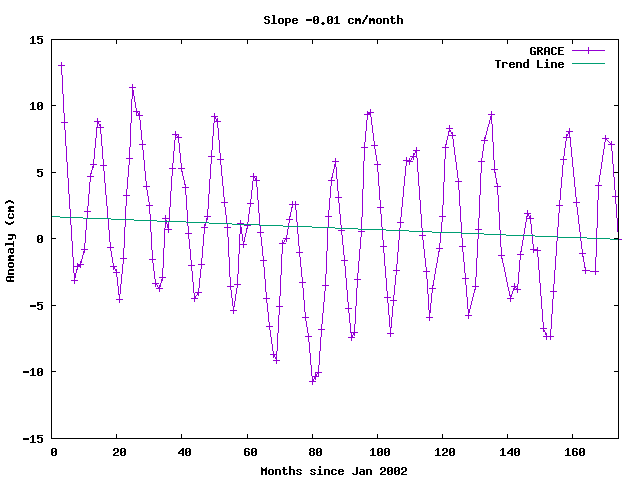 Slope -0.01 cm/month
GRACE
Trend Line
15
10
5
0
-5
-10
-15
Anomaly (cm)
0 20 40 60 80 100 120 140 160
Months since Jan 2002